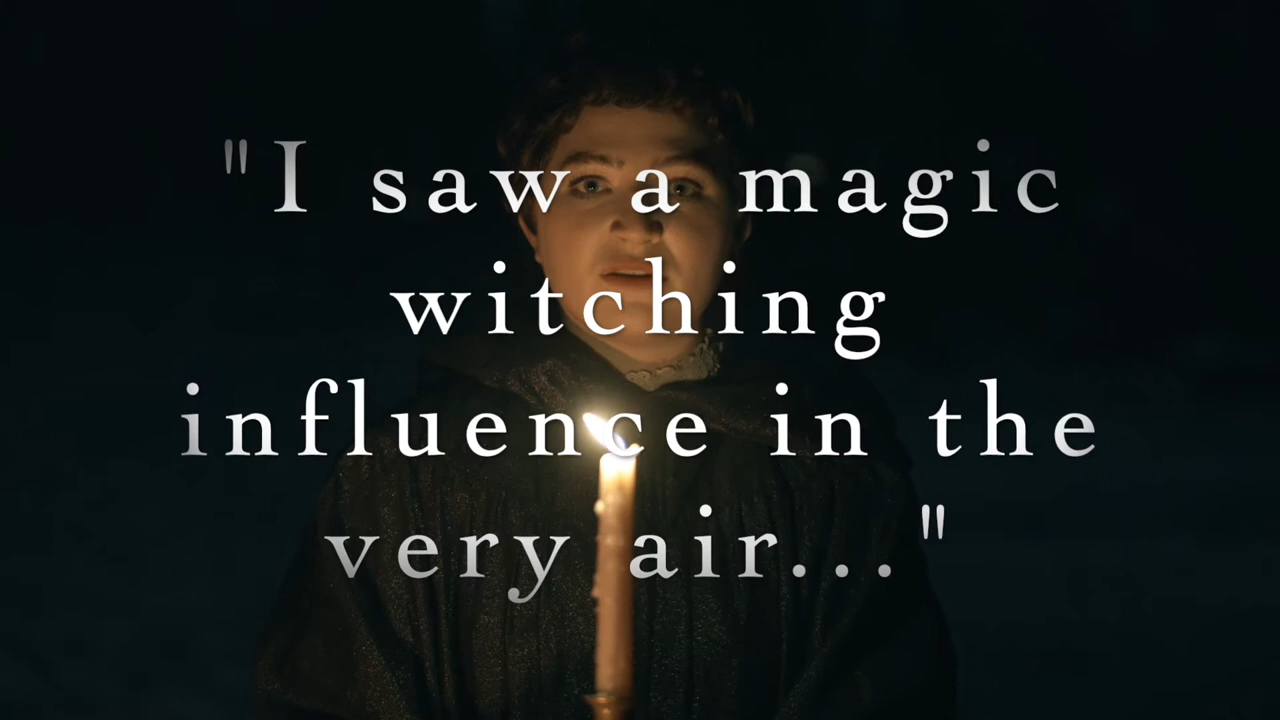 "I saw a magic
witching
influence in the
very air..."